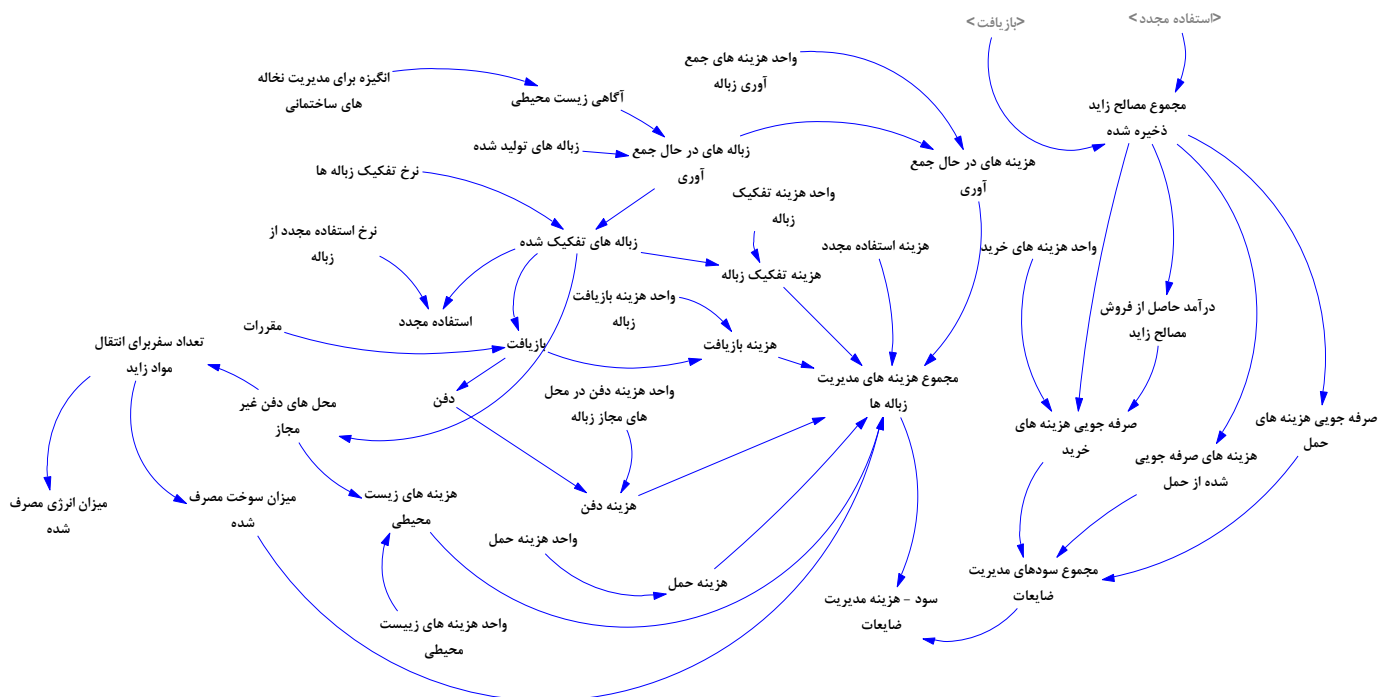 <استفاده مجدد>
<بازیافت>
واحد هزینه های جمع
آوری زباله
انگیزه برای مدیریت نخاله
های ساختمانی
آگاهی زیست محیطی
مجموع مصالح زاید
ذخیره شده
زباله های تولید شده
زباله های در حال جمع
آوری
هزینه های در حال جمع
آوری
نرخ تفکیک زباله ها
واحد هزینه تفکیک
زباله
نرخ استفاده مجدد از
زباله
زباله های تفکیک شده
هزینه استفاده مجدد
واحد هزینه های خرید
هزینه تفکیک زباله
واحد هزینه بازیافت
زباله
درآمد حاصل از فروش
مصالح زاید
استفاده مجدد
مقررات
بازیافت
هزینه بازیافت
تعداد سفربرای انتقال
مواد زاید
مجموع هزینه های مدیریت
زباله ها
واحد هزینه دفن در محل
های مجاز زباله
دفن
محل های دفن غیر
مجاز
صرفه جویی هزینه های
حمل
صرفه جویی هزینه های
خرید
هزینه های صرفه جویی
شده از حمل
میزان انرژی مصرف
شده
میزان سوخت مصرف
شده
هزینه های زیست
محیطی
هزینه دفن
واحد هزینه حمل
هزینه حمل
مجموع سودهای مدیریت
ضایعات
سود - هزینه مدیریت
ضایعات
واحد هزینه های زییست
محیطی